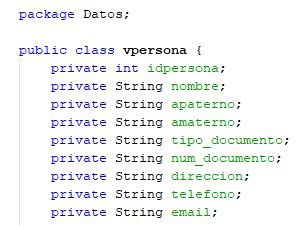 package Datos;
public class vpersona {
private int idpersona;
private String nombre;
private String apaterno;
private String amaterno;
private String tipo_documento;
private String num_documento;
private String direccion;
private String telefono;
private String email;